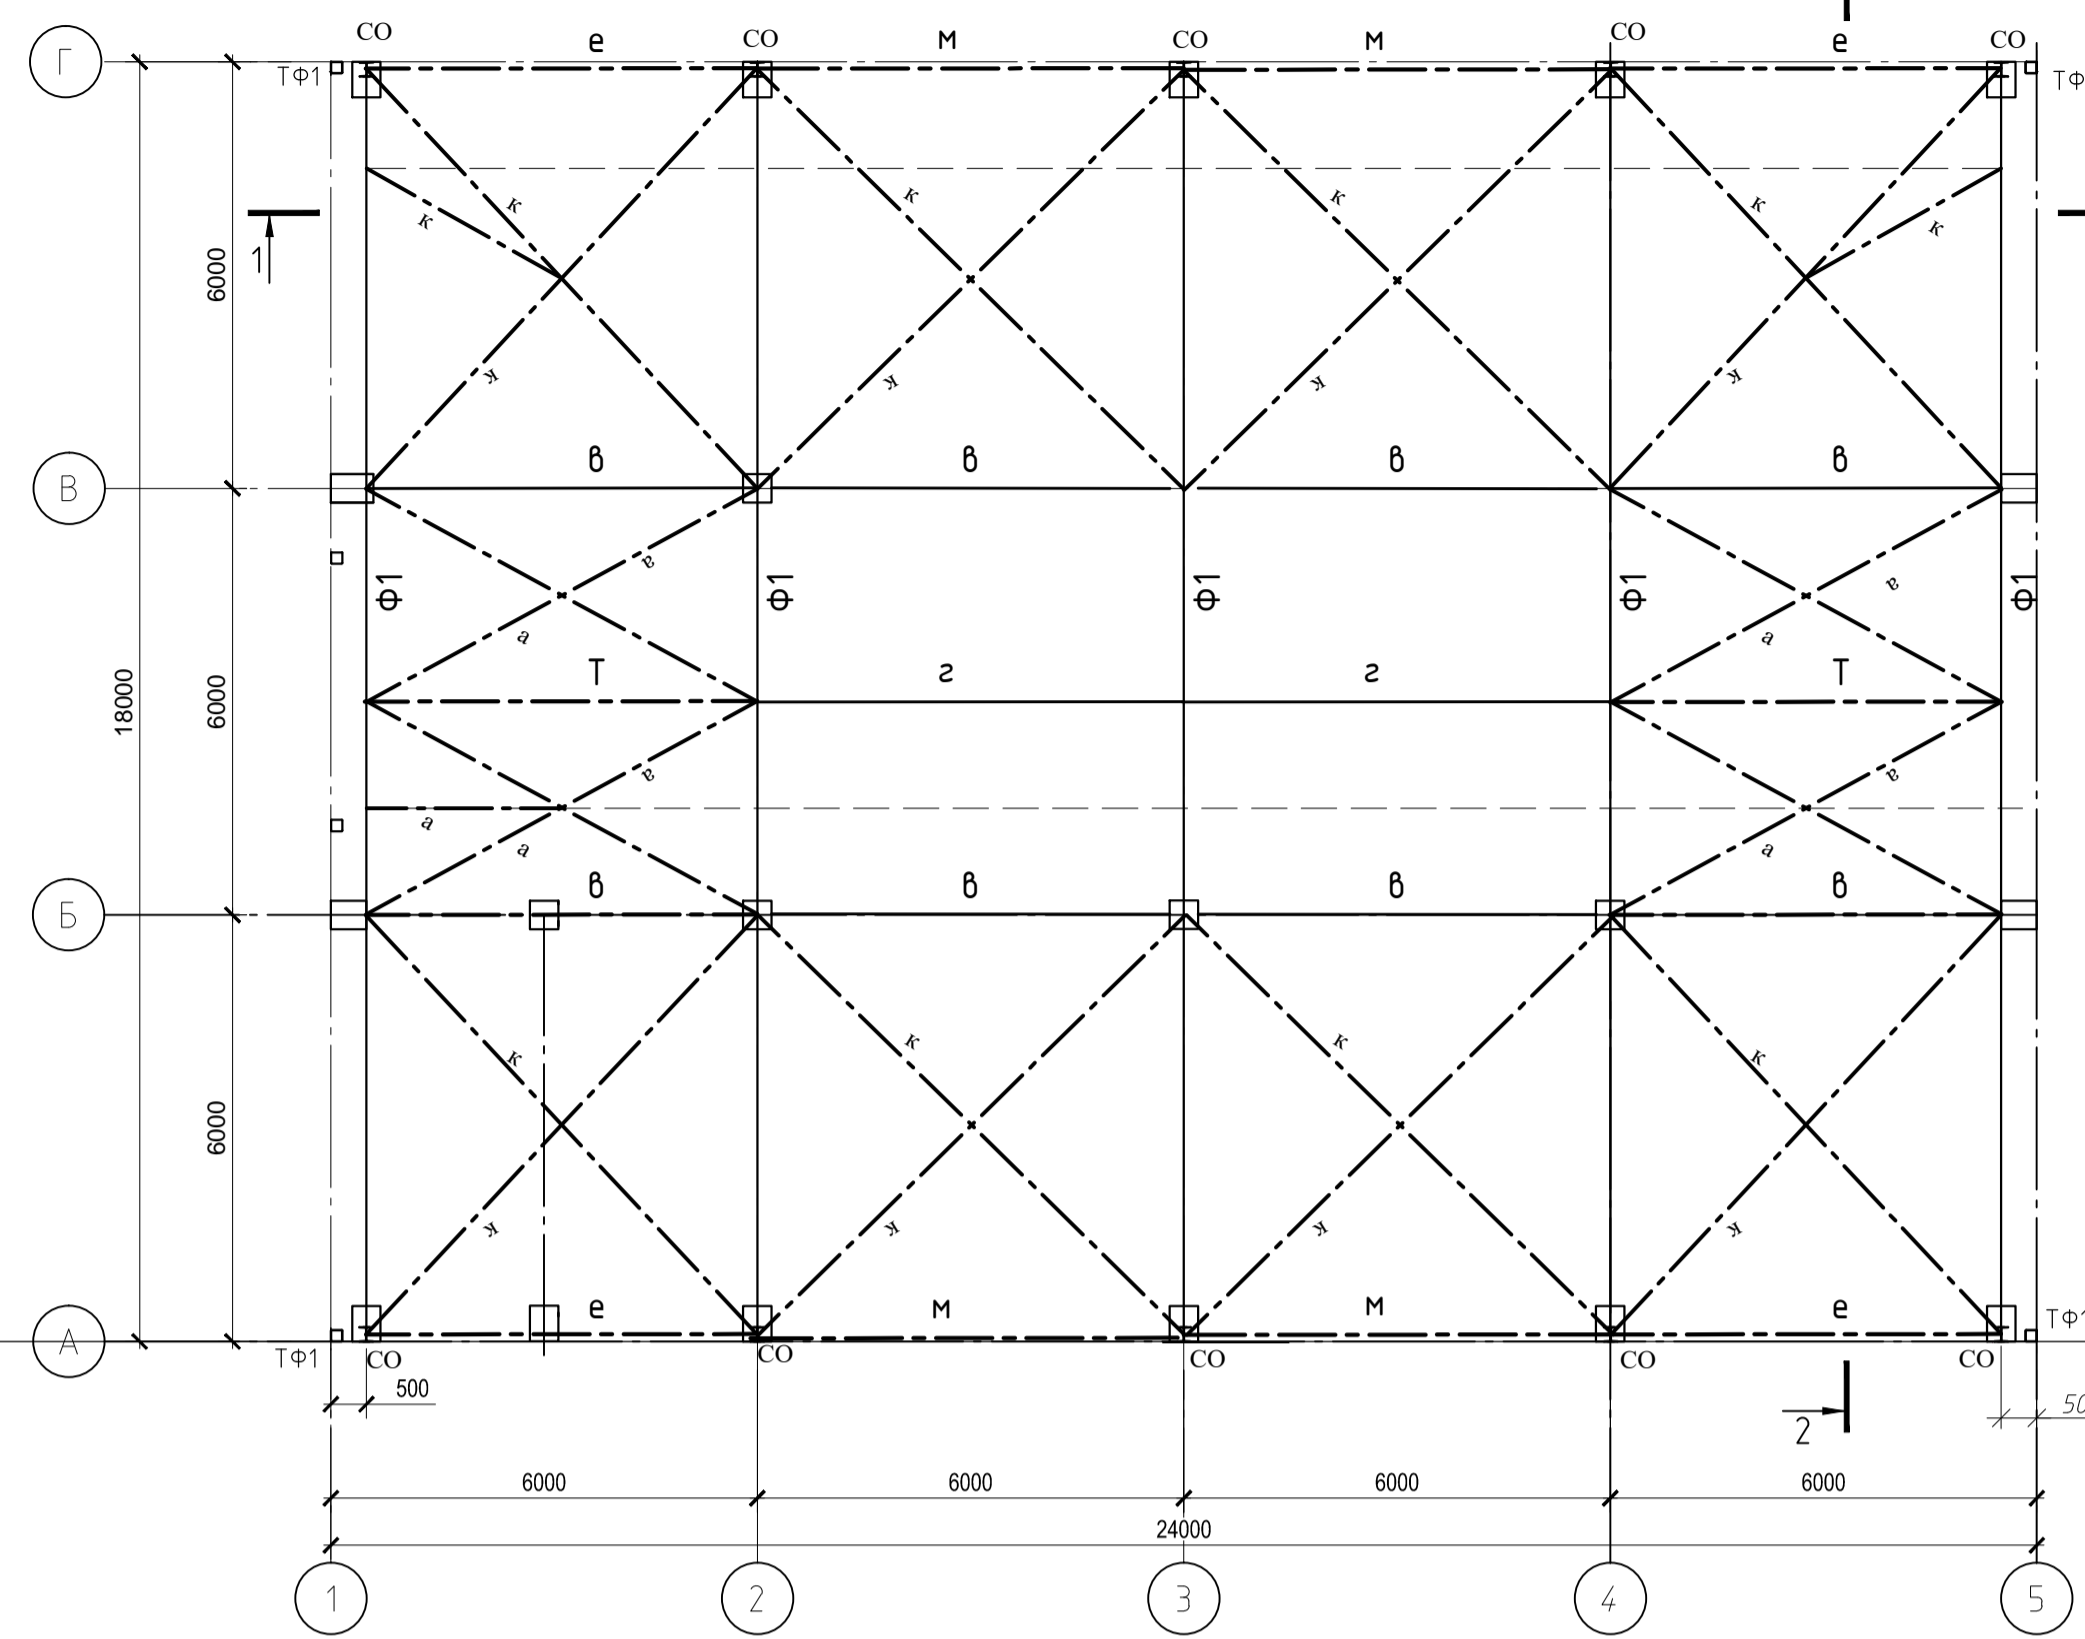 СО СО СО СО СО
е м м е
Г
ТФ1 ТФ
к к к к
к к
1
6000
к к к к
в в в в
В
Ф1 Ф1 Ф1 Ф1 Ф1
а а
а а
Т г г Т
18000
6000
а а
а
а а
в в в в
Б
к к к к
6000
к к к к
е м м е
ТФ1
А
ТФ1 СО СО СО СО СО
500
50
2
6000 6000 6000 6000
24000
1 2 3 4 5